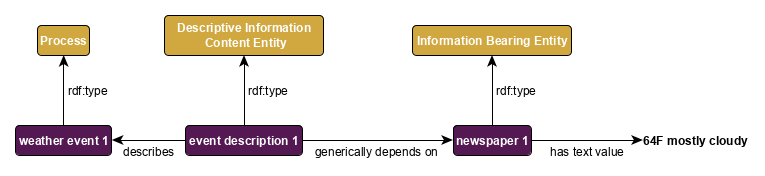 Process
Descriptive Information
Content Entity
Information Bearing Entity
rdf:type
rdf:type
rdf:type
weather event 1
describes
event description 1
generically depends on
newspaper 1
has text value
64F mostly cloudy